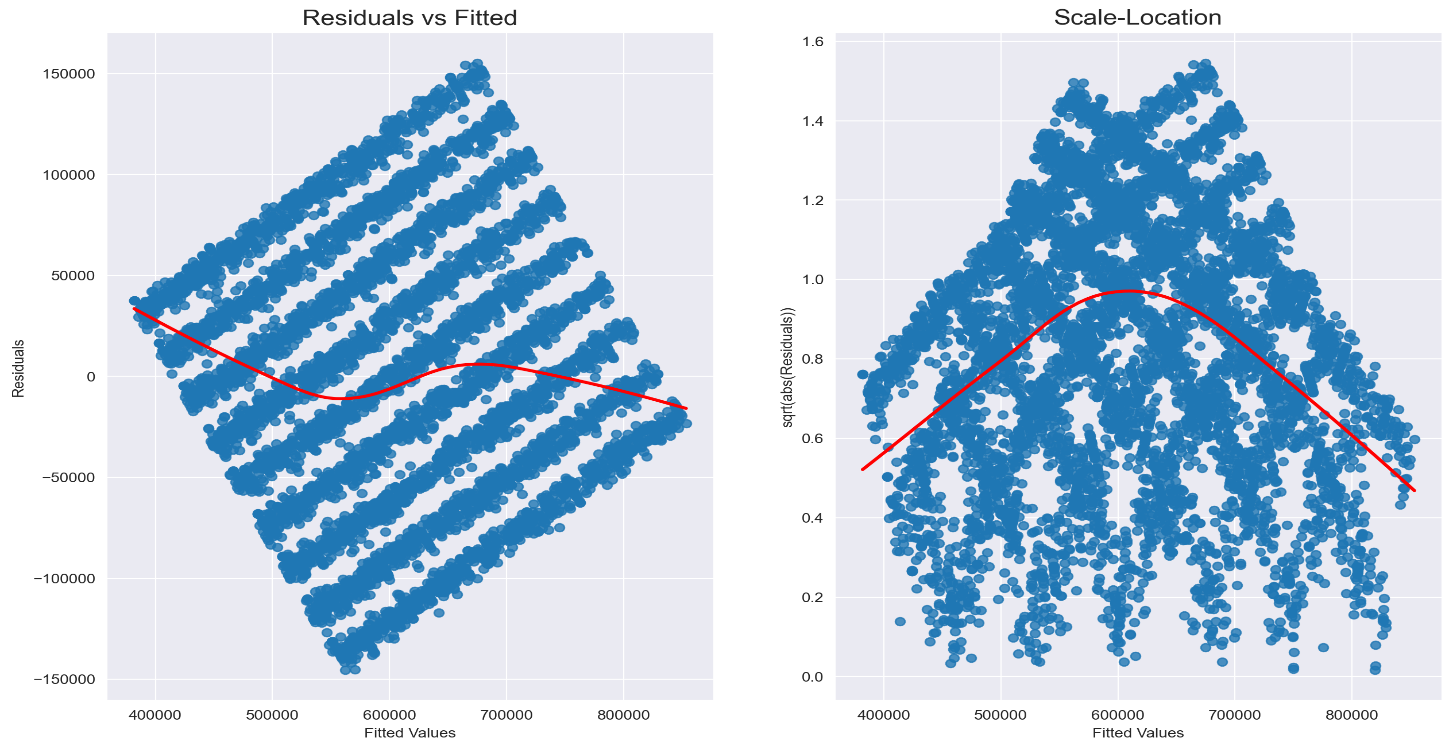 Residuals vs Fitted
150000
100000
50000
0
−50000
−100000
−150000
Residuals
400000 500000 600000 700000 800000
Fitted Values
Scale-Location
1.6
1.4
1.2
1.0
0.8
0.6
0.4
0.2
0.0
sqrt(abs(Residuals))
400000 500000 600000 700000 800000
Fitted Values